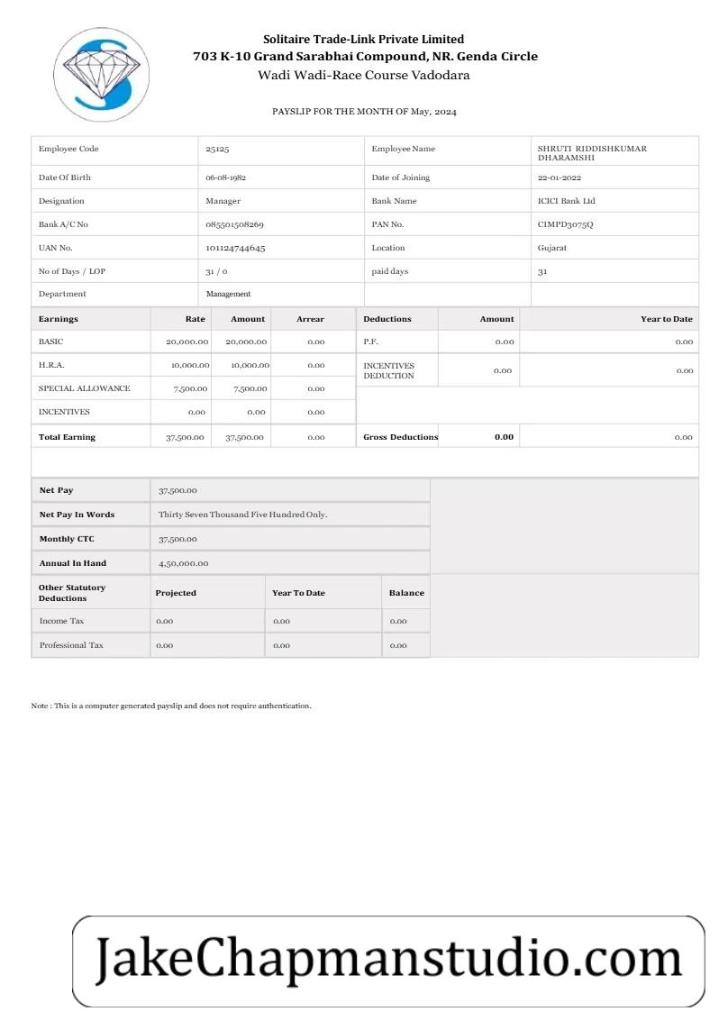 Solitaire Trade-Link Private Limited
703 K-10 Grand Sarabhai Compound, NR. Genda Circle
Wadi Wadi-Race Course Vadodara
PAYSLIP FOR THE MONTH OF May, 2024
Employee Code 25125 Employee Name SHRUTI RIDDISHKUMAR
DHARAMSHI
Date Of Birth 06-08-1982 Date of Joining 22-01-2022
Designation Manager Bank Name ICICI Bank Ltd
Bank A/C No 085501508269 PAN No. CIMPD3075Q
UAN No. 101124744645 Location Gujarat
No of Days / LOP 31 / 0 paid days 31
Department Management
Earnings Rate Amount Arrear Deductions Amount Year to Date
BASIC 20,000.00 20,000.00 0.00 P.F. 0.00 0.00
H.R.A. 10,000.00 10,000.00 0.00 INCENTIVES DEDUCTION 0.00 0.00
SPECIAL ALLOWANCE 7,500.00 7,500.00 0.00
INCENTIVES 0.00 0.00 0.00
Total Earning 37,500.00 37,500.00 0.00 Gross Deductions 0.00 0.00
Net Pay 37,500.00
Net Pay In Words Thirty Seven Thousand Five Hundred Only.
Monthly CTC 37,500.00
Annual In Hand 4,50,000.00
Other Statutory
Deductions Projected Year To Date Balance
Income Tax 0.00 0.00 0.00
Professional Tax 0.00 0.00 0.00
Note : This is a computer generated payslip and does not require authentication.
JakeChapmanstudio.com